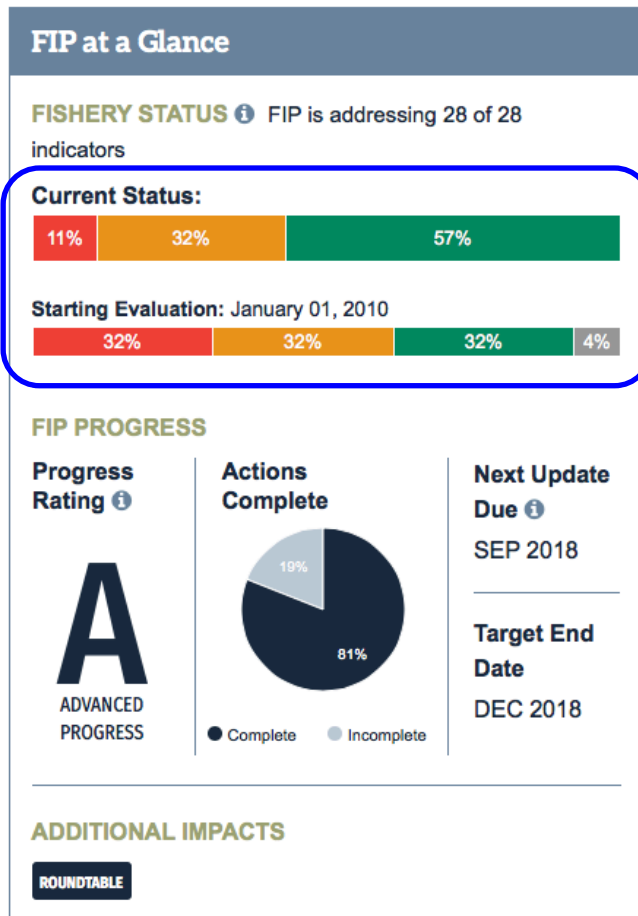 FIP at a Glance
FISHERY STATUS FIP is addressing 28 of 28
indicators
Current Status:
11% 32% 57%
Starting Evaluation: January 01, 2010
32% 32% 32% 4%
FIP PROGRESS
Progress
Rating
A
ADVANCED
PROGRESS
Actions
Complete
19%
81%
Complete Incomplete
Next Update
Due
SEP 2018
Target End
Date
DEC 2018
ADDITIONAL IMPACTS
ROUNDTABLE